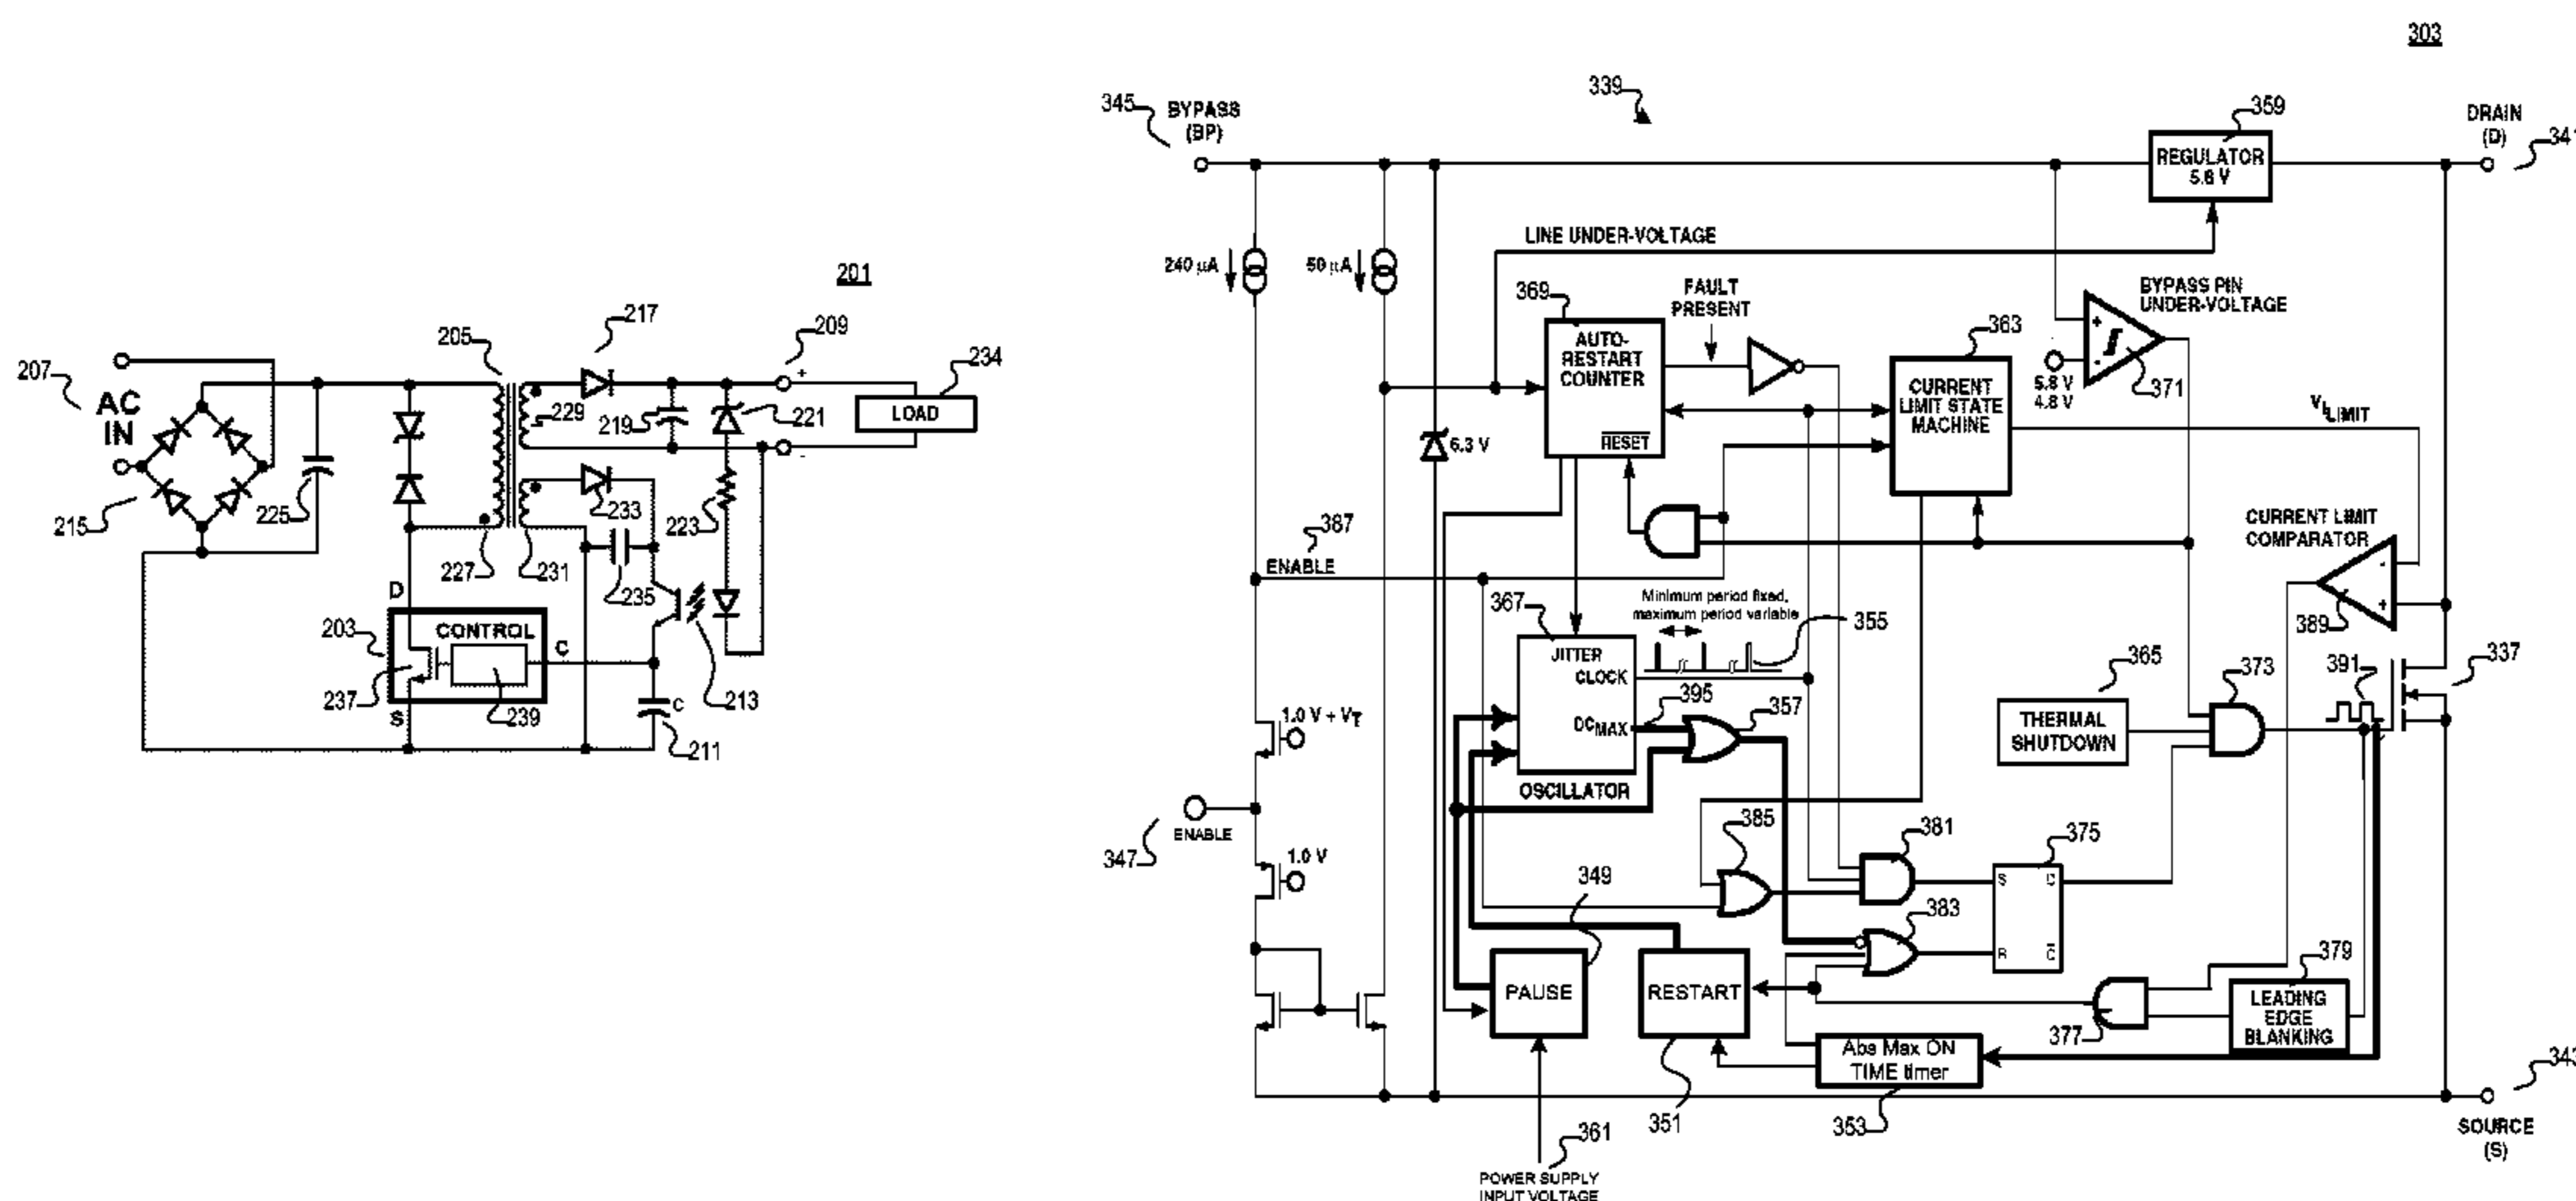 201
217
209
205
234
207
AC
IN
+
LOAD
229
219
221
-
215
225
233
223
227
231
235
D
203
CONTROL
C
237
239
S
C
213
211
303
339
345
BYPASS
(BP)
359
DRAIN
(D)
341
REGULATOR
5.8 V
LINE UNDER-VOLTAGE
240 µA
50 µA
369
FAULT
PRESENT
BYPASS PIN
UNDER-VOLTAGE
363
AUTO-
RESTART
COUNTER
RESET
CURRENT
LIMIT STATE
MACHINE
+
-
5.8 V
4.8 V
371
VILIMIT
6.3 V
387
ENABLE
CURRENT LIMIT
COMPARATOR
-
+
389
Minimum period fixed,
maximum period variable
367
355
JITTER
CLOCK
395
DCMAX
357
OSCILLATOR
365
THERMAL
SHUTDOWN
373
391
337
1.0 V + VT
347
ENABLE
1.0 V
385
381
375
349
383
S
R
379
PAUSE
RESTART
LEADING
EDGE
BLANKING
377
Abs Max ON
TIME timer
351
353
343
SOURCE
(S)
361
POWER SUPPLY
INPUT VOLTAGE